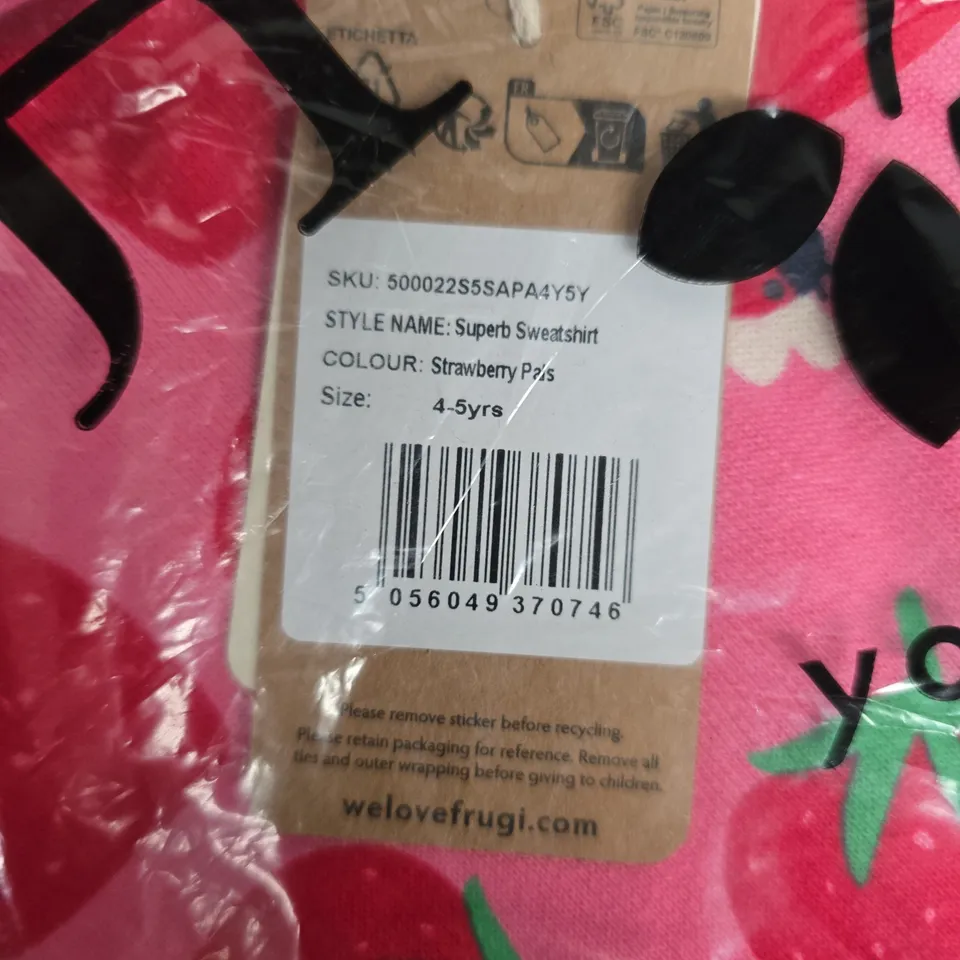 ETICHETTA
FSC
FR
SKU: 500022S5SAPA4Y5Y
STYLE NAME: Superb Sweatshirt
COLOUR: Strawberry Pals
Size: 4-5yrs
5 056049 370746
Please remove sticker before recycling.
Please retain packaging for reference. Remove all
ties and outer wrapping before giving to children.
welovefrugi.com
yo